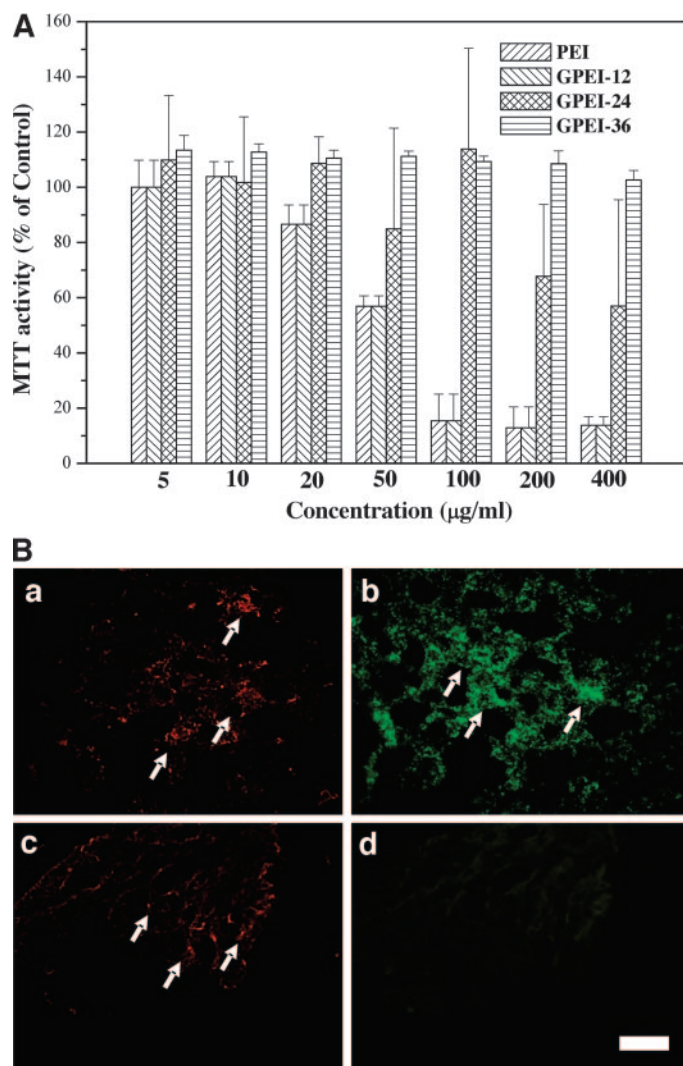 A
160
140
120
100
80
60
40
20
0
MTT activity (% of Control)
PEI
GPEI-12
GPEI-24
GPEI-36
5 10 20 50 100 200 400
Concentration (μg/ml)
B
a b
c d